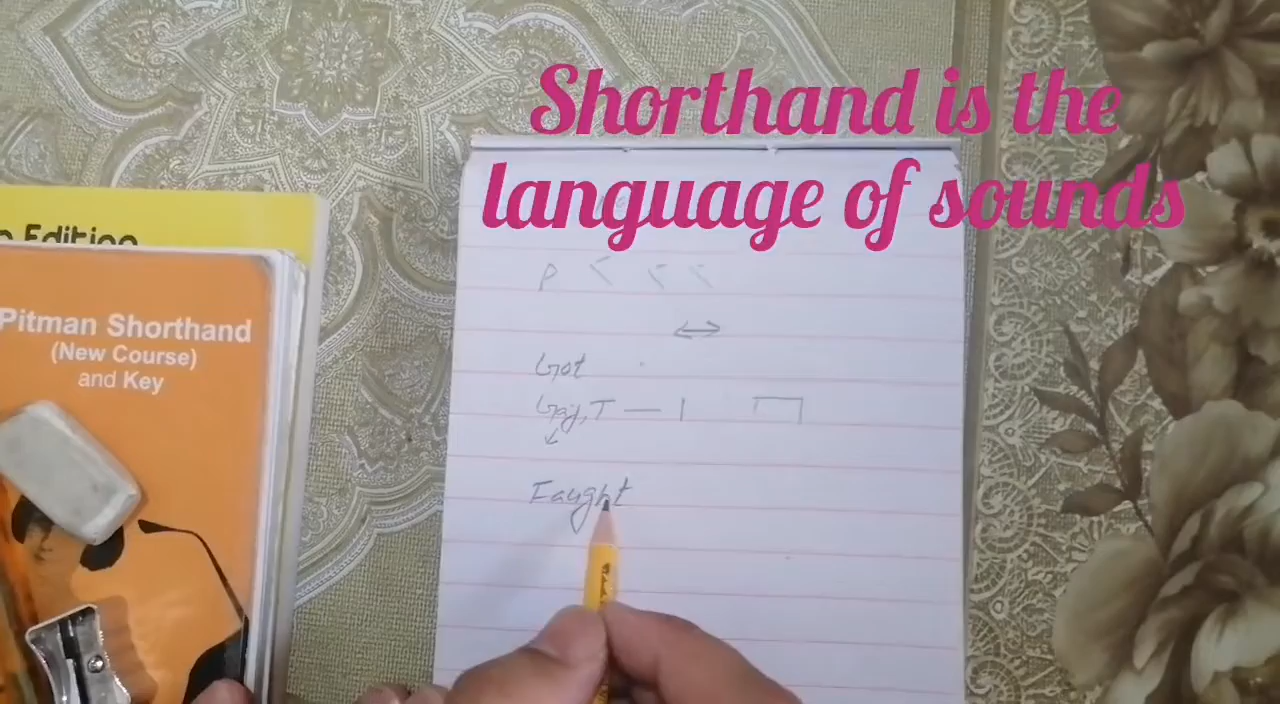 Shorthand is the
language of sounds
Edition
Pitman Shorthand
(New Course)
and Key
P
Got
Gay, T — |
Faught